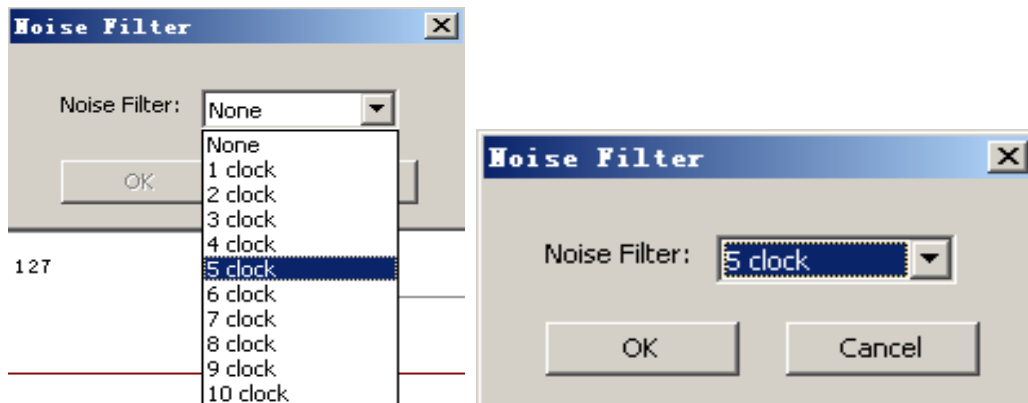 Noise Filter
Noise Filter: None
None
1 clock
2 clock
3 clock
4 clock
5 clock
6 clock
7 clock
8 clock
9 clock
10 clock
OK
127
Noise Filter
Noise Filter: 5 clock
OK Cancel